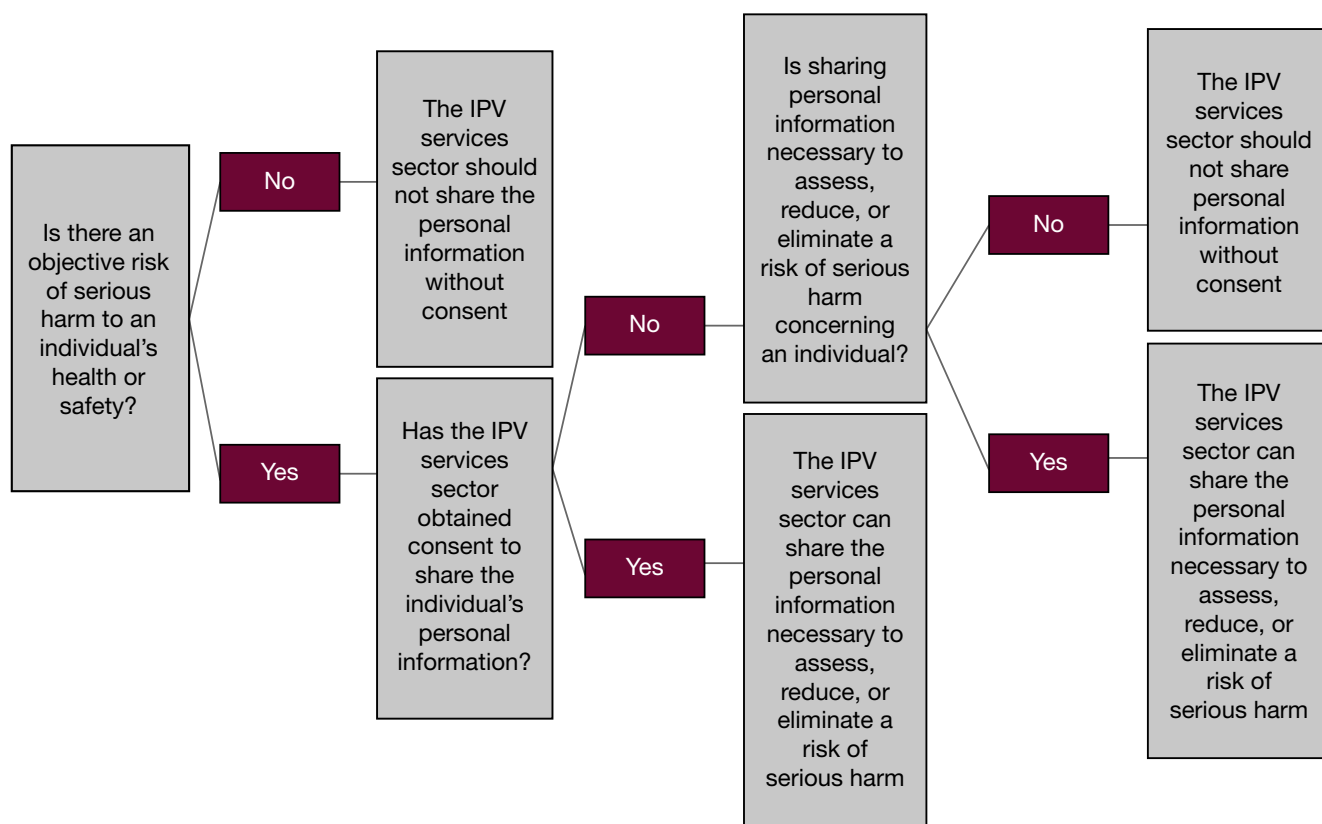 Is there an
objective risk
of serious
harm to an
individual’s
health or
safety?
No
The IPV
services
sector should
not share the
personal
information
without
consent
Yes
Has the IPV
services
sector
obtained
consent to
share the
individual’s
personal
information?
No
Is sharing
personal
information
necessary to
assess,
reduce, or
eliminate a
risk of serious
harm
concerning
an individual?
Yes
The IPV
services
sector can
share the
personal
information
necessary to
assess,
reduce, or
eliminate a
risk of
serious harm
No
The IPV
services
sector should
not share
personal
information
without
consent
Yes
The IPV
services
sector can
share the
personal
information
necessary to
assess,
reduce, or
eliminate a
risk of
serious harm